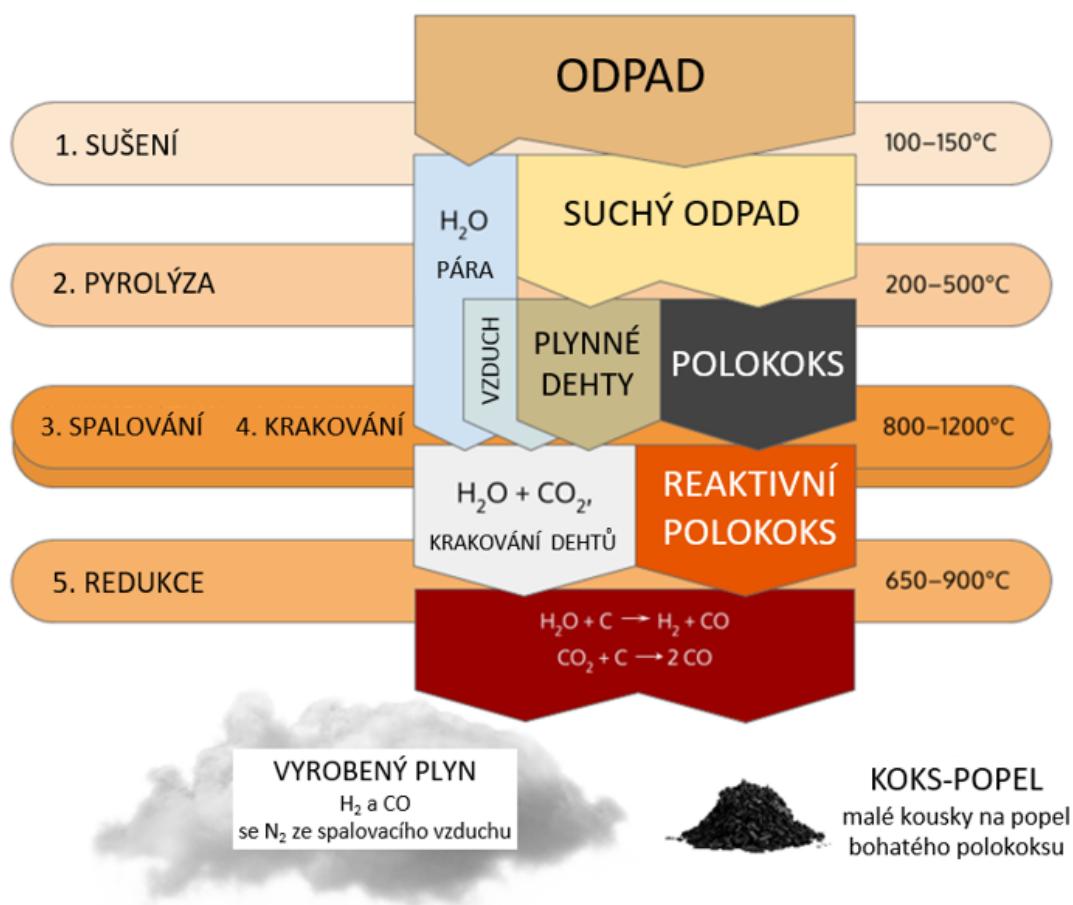 ODPAD
1. SUŠENÍ
100–150°C
H₂O
PÁRA
SUCHÝ ODPAD
2. PYROLÝZA
200–500°C
VZDUCH
PLYNNÉ
DEHTY
POLOKOKS
3. SPALOVÁNÍ 4. KRAKOVÁNÍ
800–1200°C
H₂O + CO₂,
KRAKOVÁNÍ DEHTŮ
REAKTIVNÍ
POLOKOKS
5. REDUKCE
650–900°C
H₂O + C → H₂ + CO
CO₂ + C → 2 CO
VYROBENÝ PLYN
H₂ a CO
se N₂ ze spalovacího vzduchu
KOKS-POPEL
malé kousky na popel
bohatého polokoksu